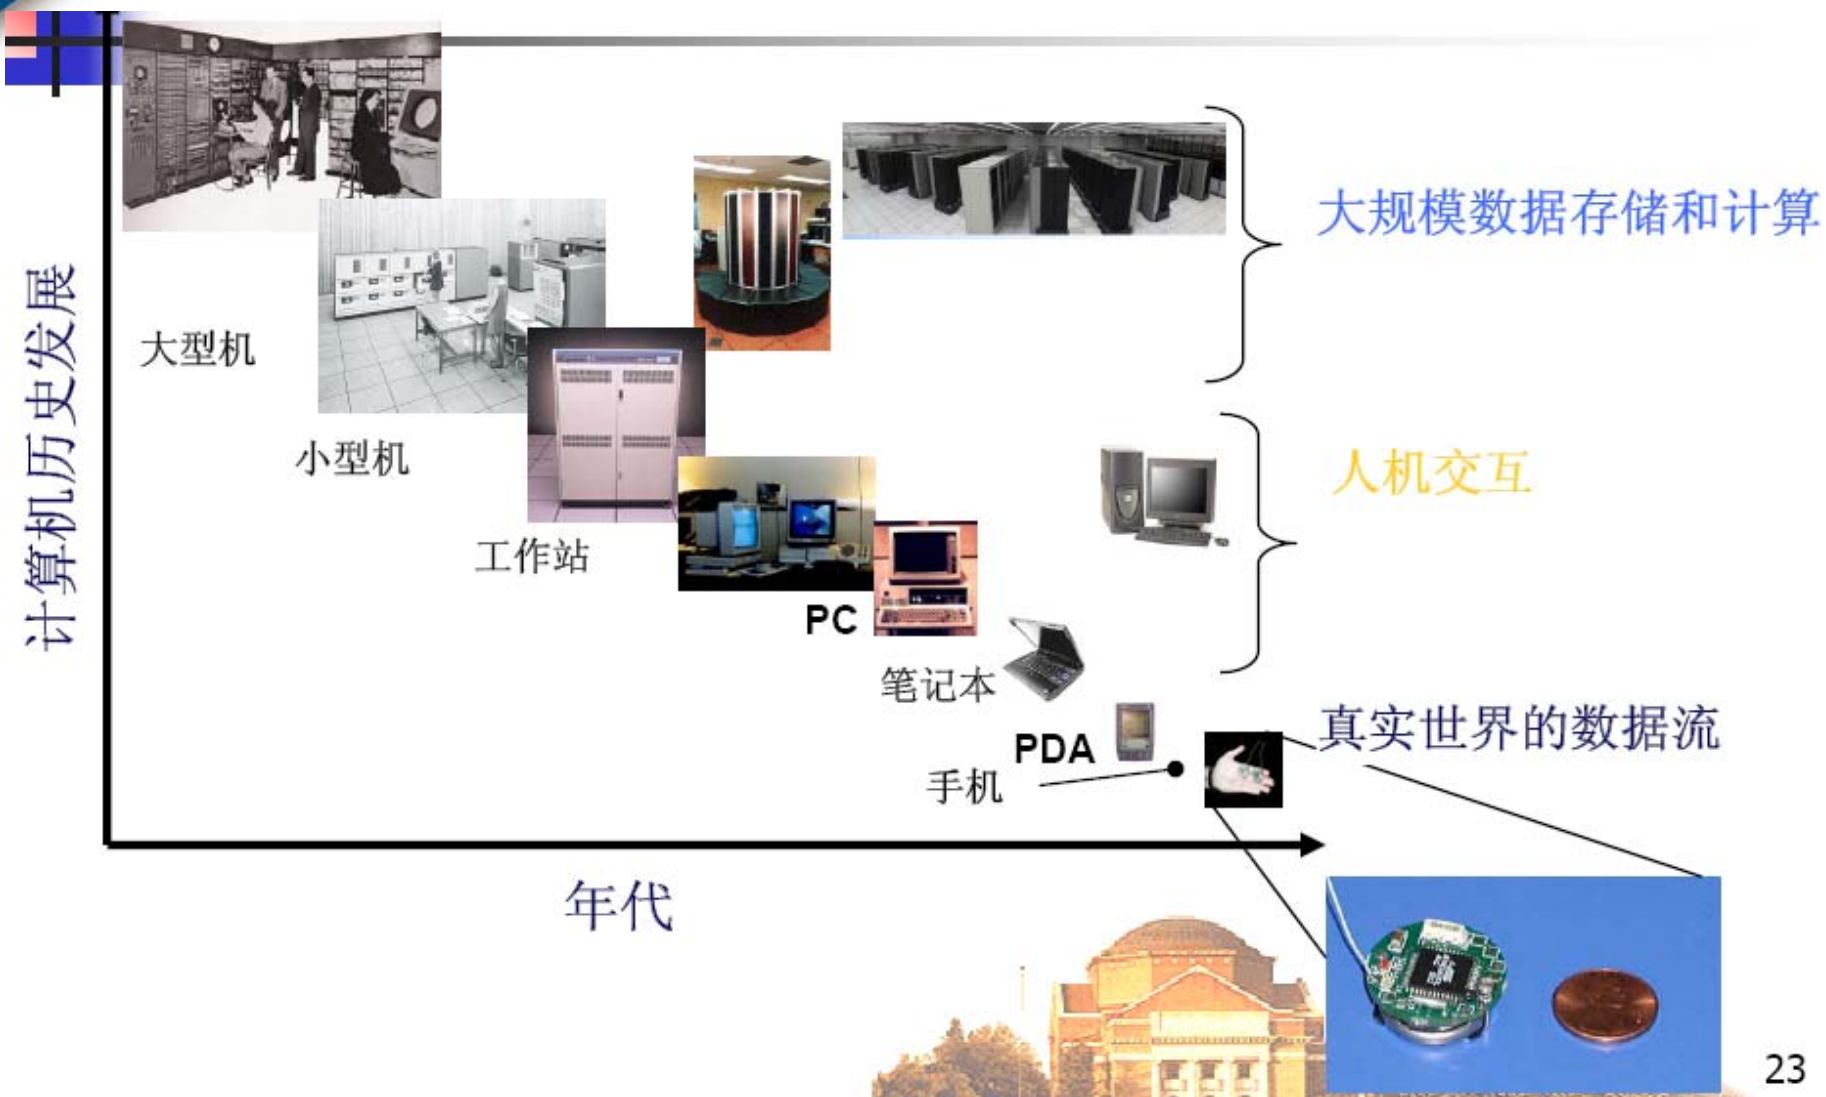 大规模数据存储和计算
大型机
小型机
人机交互
工作站
PC
笔记本
真实世界的数据流
PDA
手机
计算机历史发展
年代
23